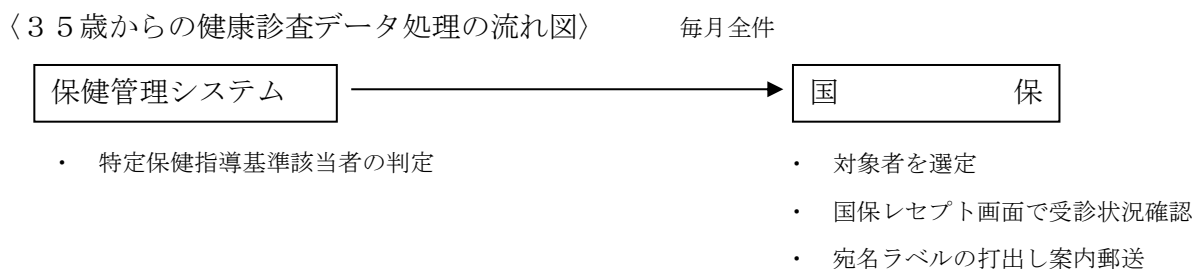 〈３５歳からの健康診査データ処理の流れ図〉　毎月全件
保健管理システム　国　保
・　特定保健指導基準該当者の判定
・　対象者を選定
・　国保レセプト画面で受診状況確認
・　宛名ラベルの打出し案内郵送